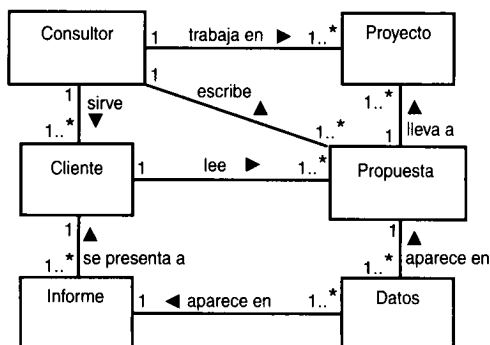 Consultor
1 trabaja en ► 1..*
Proyecto
1
1
sirve
▼
1..*
escribe
▲
1..*
1..*
▲
1 lleva a
Cliente
1 lee ► 1..*
Propuesta
1 ▲
1..* se presenta a
1 ▲
1..* aparece en
Informe
1 ◄ aparece en 1..*
Datos